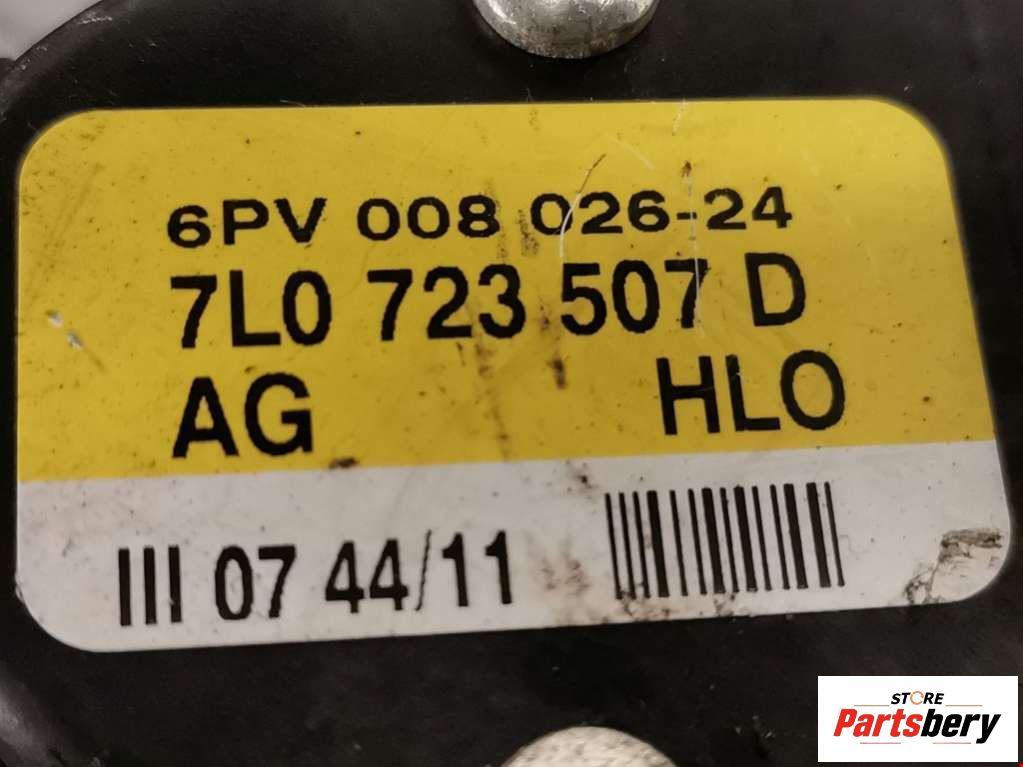 6PV 008 026-24
7L0 723 507 D
AG HLO
III 07 44/11
STORE
Partsbery